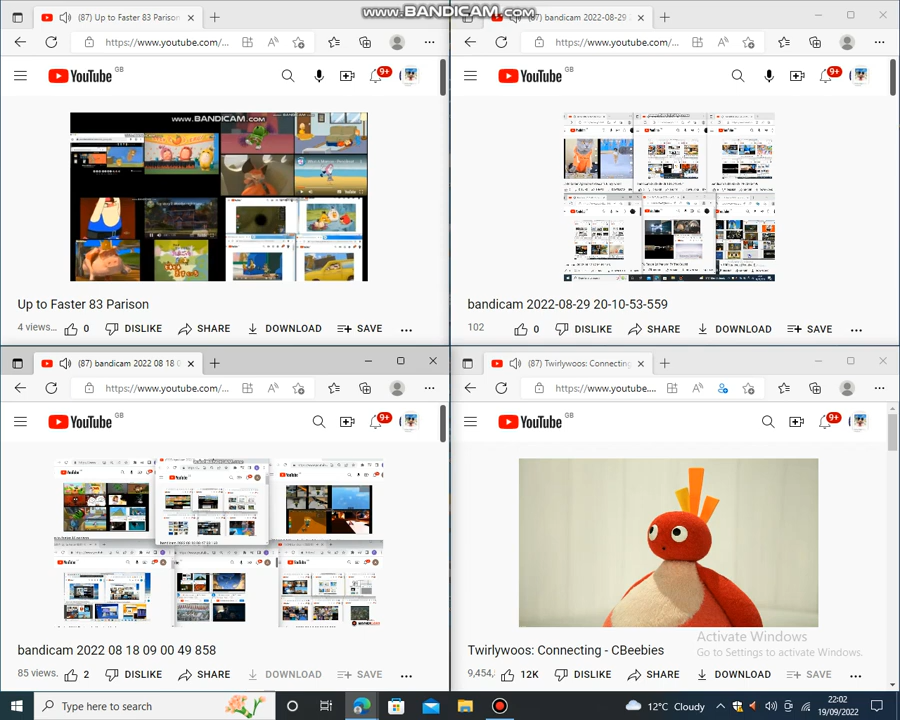 www.BANDICAM.com
(87) Up to Faster 83 Parison
https://www.youtube.com/...
YouTube GB
9+
www.BANDICAM.com
Up to Faster 83 Parison
4 views...
0 DISLIKE SHARE DOWNLOAD SAVE ...
(87) bandicam 2022-08-29
https://www.youtube.com/...
YouTube GB
9+
bandicam 2022-08-29 20-10-53-559
102
0 DISLIKE SHARE DOWNLOAD SAVE ...
(87) bandicam 2022 08 18 0
https://www.youtube.com/...
YouTube GB
9+
bandicam 2022 08 18 09 00 49 858
85 views.
2 DISLIKE SHARE DOWNLOAD SAVE ...
(87) Twirlywoos: Connecting
https://www.youtube....
YouTube GB
9+
Twirlywoos: Connecting - CBeebies
9,454,
12K DISLIKE SHARE DOWNLOAD SAVE ...
Activate Windows
Go to Settings to activate Windows.
Type here to search
12°C Cloudy
22:02
19/09/2022